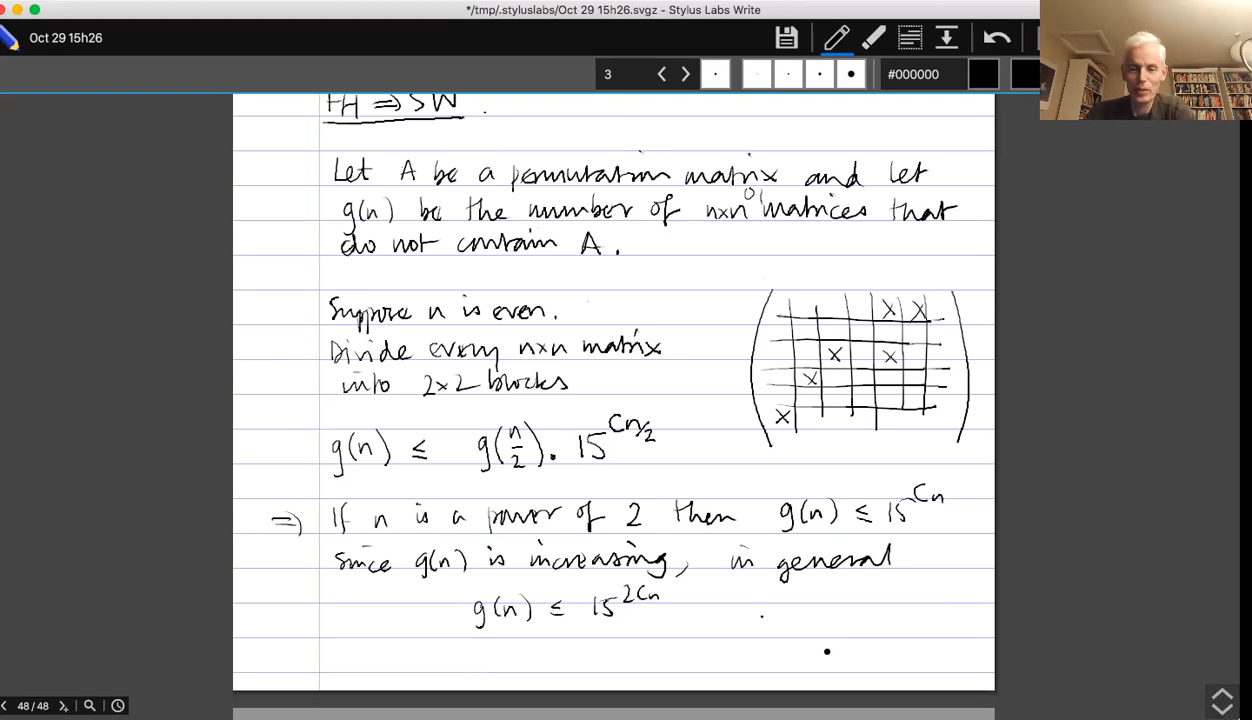 */tmp/.styluslabs/Oct 29 15h26.svgz - Stylus Labs Write
Oct 29 15h26
3
#000000
FH ⇒ SW.
Let A be a permutation matrix and let
g(n) be the number of n×n 01 matrices that
do not contain A.
Suppose n is even.
Divide every n×n matrix
into 2×2 blocks
X X
X X
X
X
g(n) ≤ g(n/2). 15^{Cn/2}
⇒) If n is a power of 2 then g(n) ≤ 15^{Cn}
since g(n) is increasing, in general
g(n) ≤ 15^{2Cn}
48/48